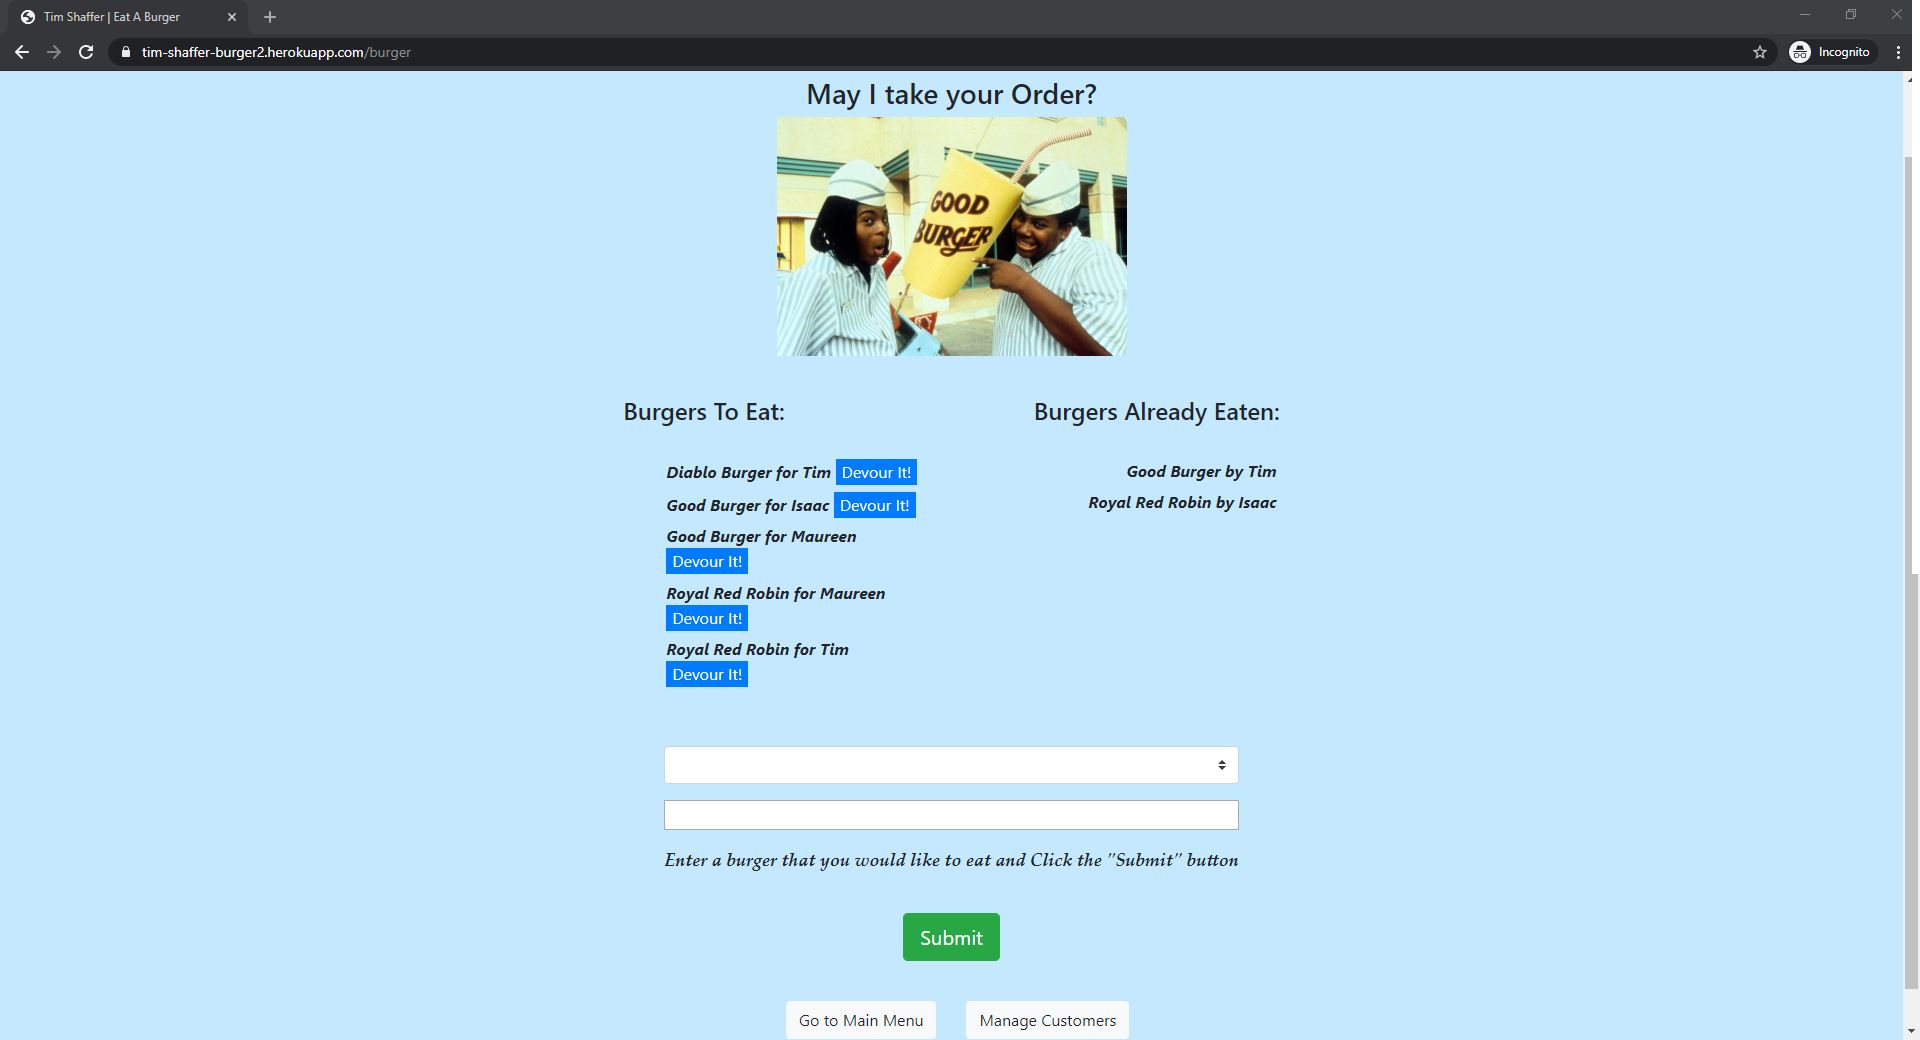 Tim Shaffer | Eat A Burger
tim-shaffer-burger2.herokuapp.com/burger
Incognito
May I take your Order?
GOOD
BURGER
Burgers To Eat:
Burgers Already Eaten:
Diablo Burger for Tim Devour It!
Good Burger by Tim
Good Burger for Isaac Devour It!
Royal Red Robin by Isaac
Good Burger for Maureen
Devour It!
Royal Red Robin for Maureen
Devour It!
Royal Red Robin for Tim
Devour It!
Enter a burger that you would like to eat and Click the "Submit" button
Submit
Go to Main Menu
Manage Customers